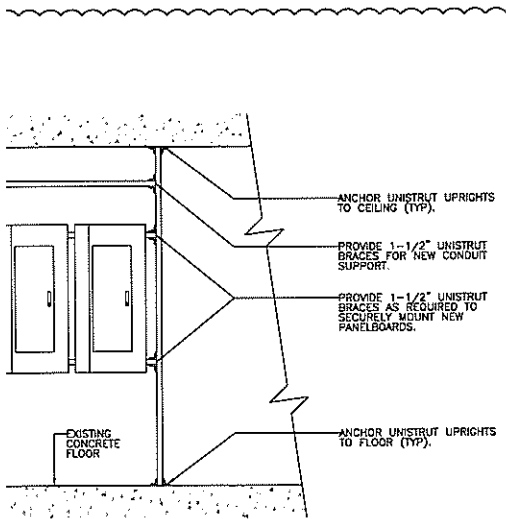 ANCHOR UNISTRUT UPRIGHTS
TO CEILING (TYP).
PROVIDE 1-1/2" UNISTRUT
BRACES FOR NEW CONDUIT
SUPPORT.
PROVIDE 1-1/2" UNISTRUT
BRACES AS REQUIRED TO
SECURELY MOUNT NEW
PANELBOARDS.
EXISTING
CONCRETE
FLOOR
ANCHOR UNISTRUT UPRIGHTS
TO FLOOR (TYP).